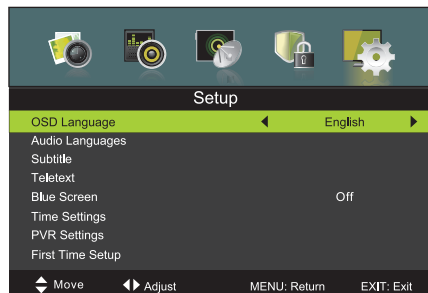 Setup
OSD Language English
Audio Languages
Subtitle
Teletext
Blue Screen Off
Time Settings
PVR Settings
First Time Setup
Move Adjust MENU: Return EXIT: Exit